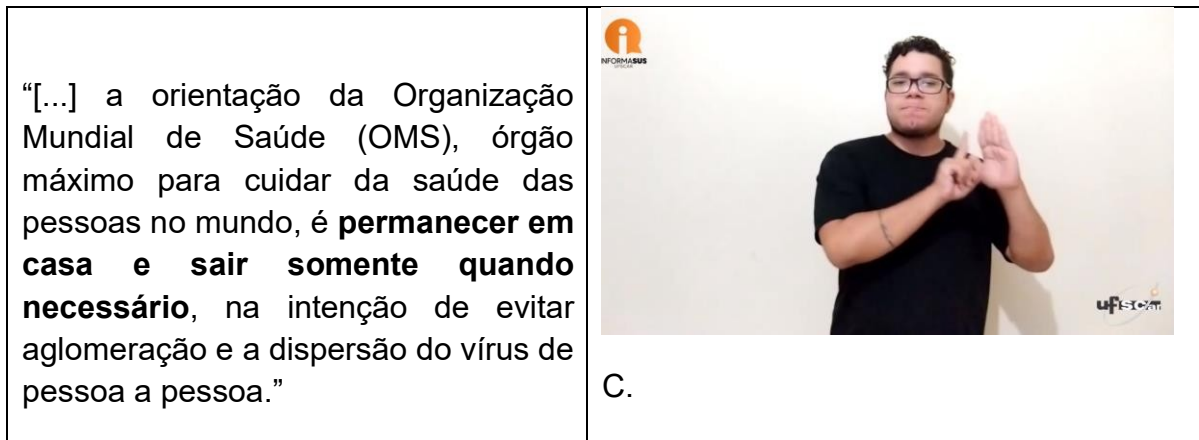 “[...] a orientação da Organização
Mundial de Saúde (OMS), órgão
máximo para cuidar da saúde das
pessoas no mundo, é permanecer em
casa e sair somente quando
necessário, na intenção de evitar
aglomeração e a dispersão do vírus de
pessoa a pessoa.”
INFORMASUS
UFSCAR
ufscar
C.